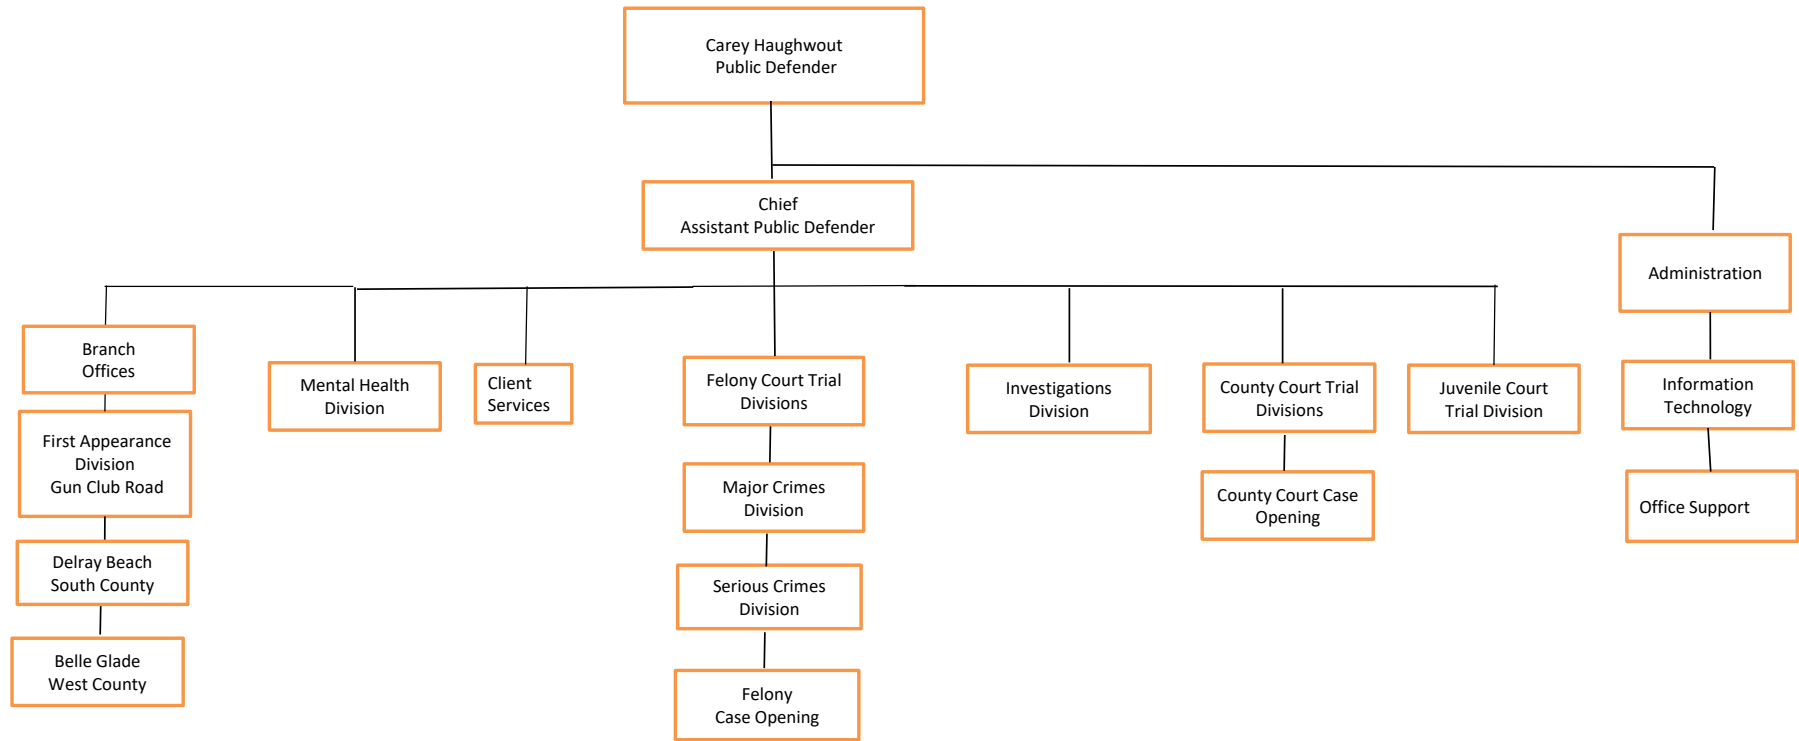 Carey Haughwout
Public Defender
Chief
Assistant Public Defender
Administration
Branch
Offices
Mental Health
Division
Client
Services
Felony Court Trial
Divisions
Investigations
Division
County Court Trial
Divisions
Juvenile Court
Trial Division
Information
Technology
First Appearance
Division
Gun Club Road
Major Crimes
Division
County Court Case
Opening
Office Support
Delray Beach
South County
Serious Crimes
Division
Belle Glade
West County
Felony
Case Opening